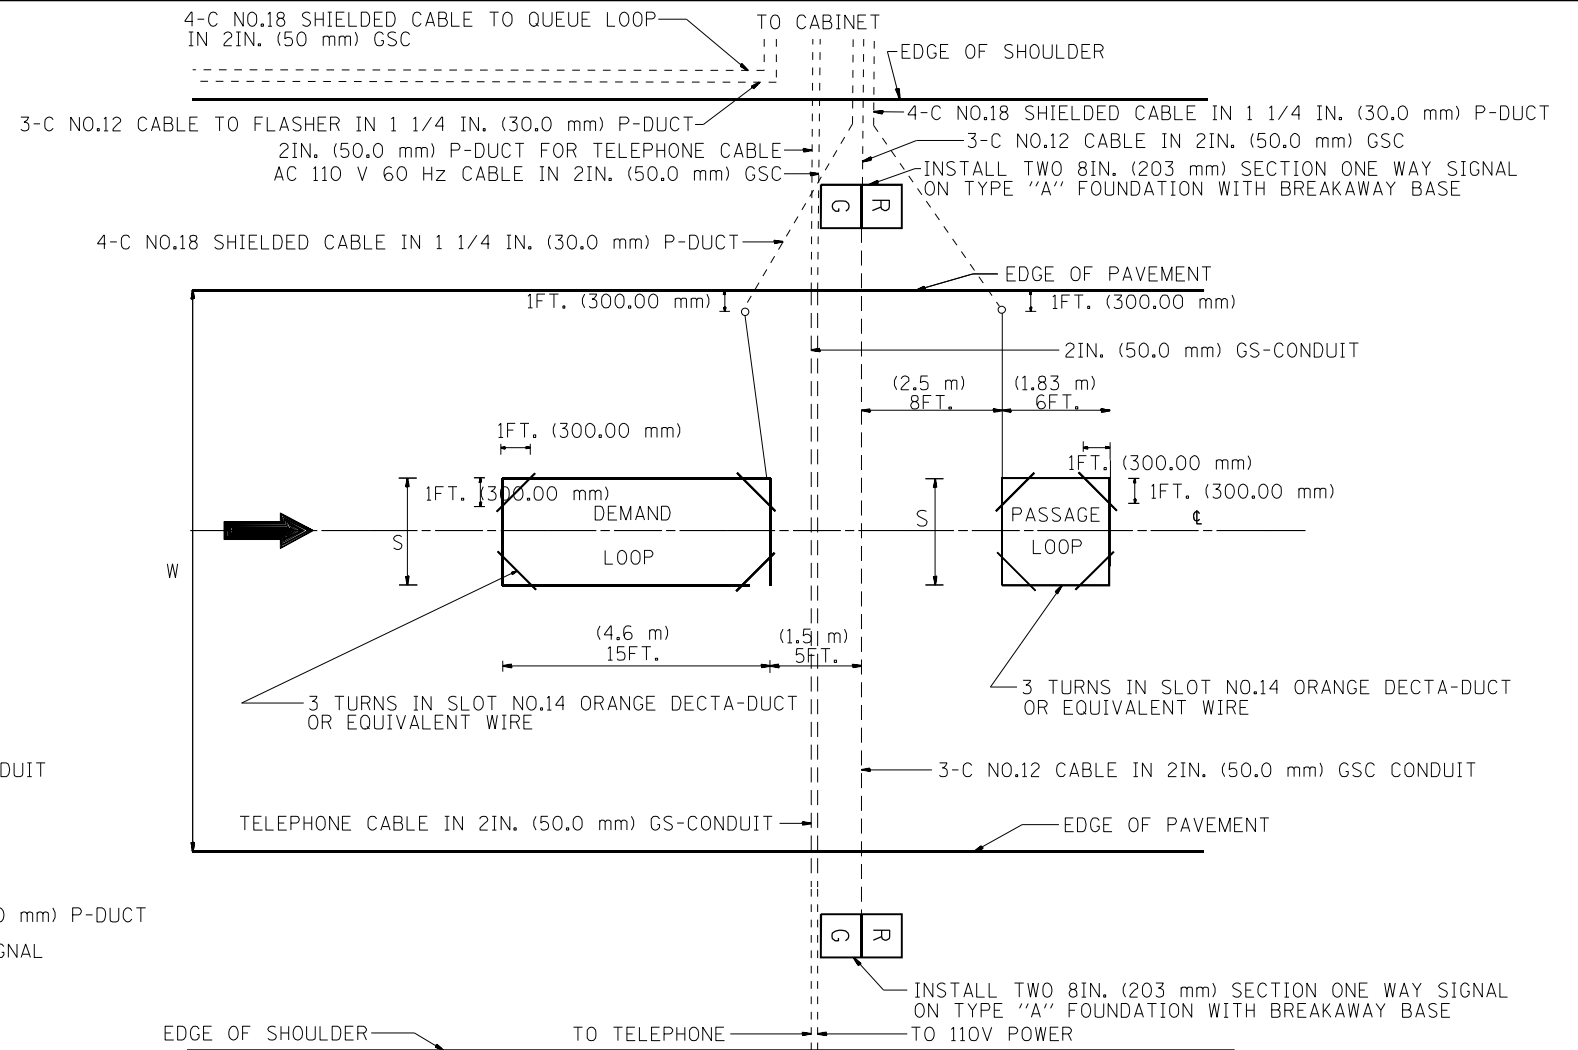 4-C NO.18 SHIELDED CABLE TO QUEUE LOOP
IN 2IN. (50 mm) GSC
TO CABINET
EDGE OF SHOULDER
3-C NO.12 CABLE TO FLASHER IN 1 1/4 IN. (30.0 mm) P-DUCT
4-C NO.18 SHIELDED CABLE IN 1 1/4 IN. (30.0 mm) P-DUCT
2IN. (50.0 mm) P-DUCT FOR TELEPHONE CABLE
3-C NO.12 CABLE IN 2IN. (50.0 mm) GSC
AC 110 V 60 Hz CABLE IN 2IN. (50.0 mm) GSC
INSTALL TWO 8IN. (203 mm) SECTION ONE WAY SIGNAL
ON TYPE "A" FOUNDATION WITH BREAKAWAY BASE
G R
4-C NO.18 SHIELDED CABLE IN 1 1/4 IN. (30.0 mm) P-DUCT
EDGE OF PAVEMENT
1FT. (300.00 mm)
1FT. (300.00 mm)
2IN. (50.0 mm) GS-CONDUIT
(2.5 m)
8FT.
(1.83 m)
6FT.
1FT. (300.00 mm)
1FT. (300.00 mm)
1FT. (300.00 mm)
1FT. (300.00 mm)
DEMAND
LOOP
S
S
PASSAGE
LOOP
℄
W
(4.6 m)
15FT.
(1.5 m)
5FT.
3 TURNS IN SLOT NO.14 ORANGE DECTA-DUCT
OR EQUIVALENT WIRE
3 TURNS IN SLOT NO.14 ORANGE DECTA-DUCT
OR EQUIVALENT WIRE
DUIT
3-C NO.12 CABLE IN 2IN. (50.0 mm) GSC CONDUIT
TELEPHONE CABLE IN 2IN. (50.0 mm) GS-CONDUIT
EDGE OF PAVEMENT
0 mm) P-DUCT
GNAL
G R
INSTALL TWO 8IN. (203 mm) SECTION ONE WAY SIGNAL
ON TYPE "A" FOUNDATION WITH BREAKAWAY BASE
EDGE OF SHOULDER
TO TELEPHONE
TO 110V POWER